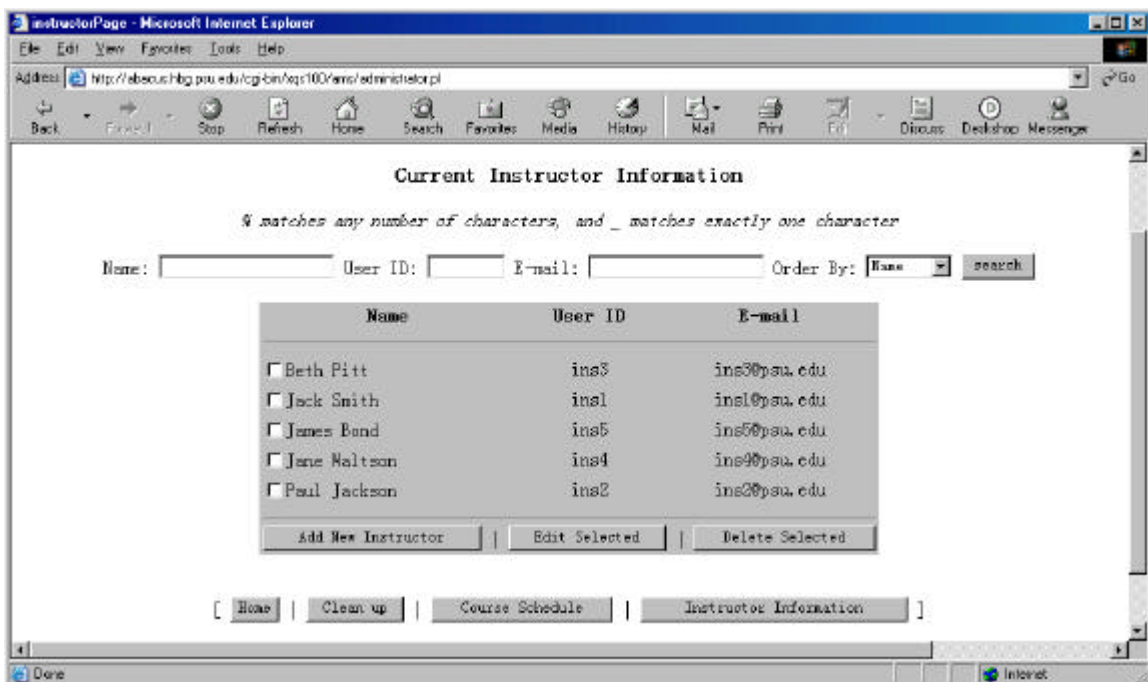 instructorPage - Microsoft Internet Explorer
File Edit View Favorites Tools Help
Address http://abacus.hbg.psu.edu/cgi-bin/xqs100/ams/administrator.pl Go
Back Forward Stop Refresh Home Search Favorites Media History Mail Print Edit Discuss Dealshop Messenger
Current Instructor Information
% matches any number of characters, and _ matches exactly one character
Name: User ID: E-mail: Order By: Name search
Name User ID E-mail
Beth Pitt ins3 ins3@psu.edu
Jack Smith ins1 ins1@psu.edu
James Bond ins5 ins5@psu.edu
Jane Waltson ins4 ins4@psu.edu
Paul Jackson ins2 ins2@psu.edu
Add New Instructor | Edit Selected | Delete Selected
[ Home | Clean up | Course Schedule | Instructor Information ]
Done Internet